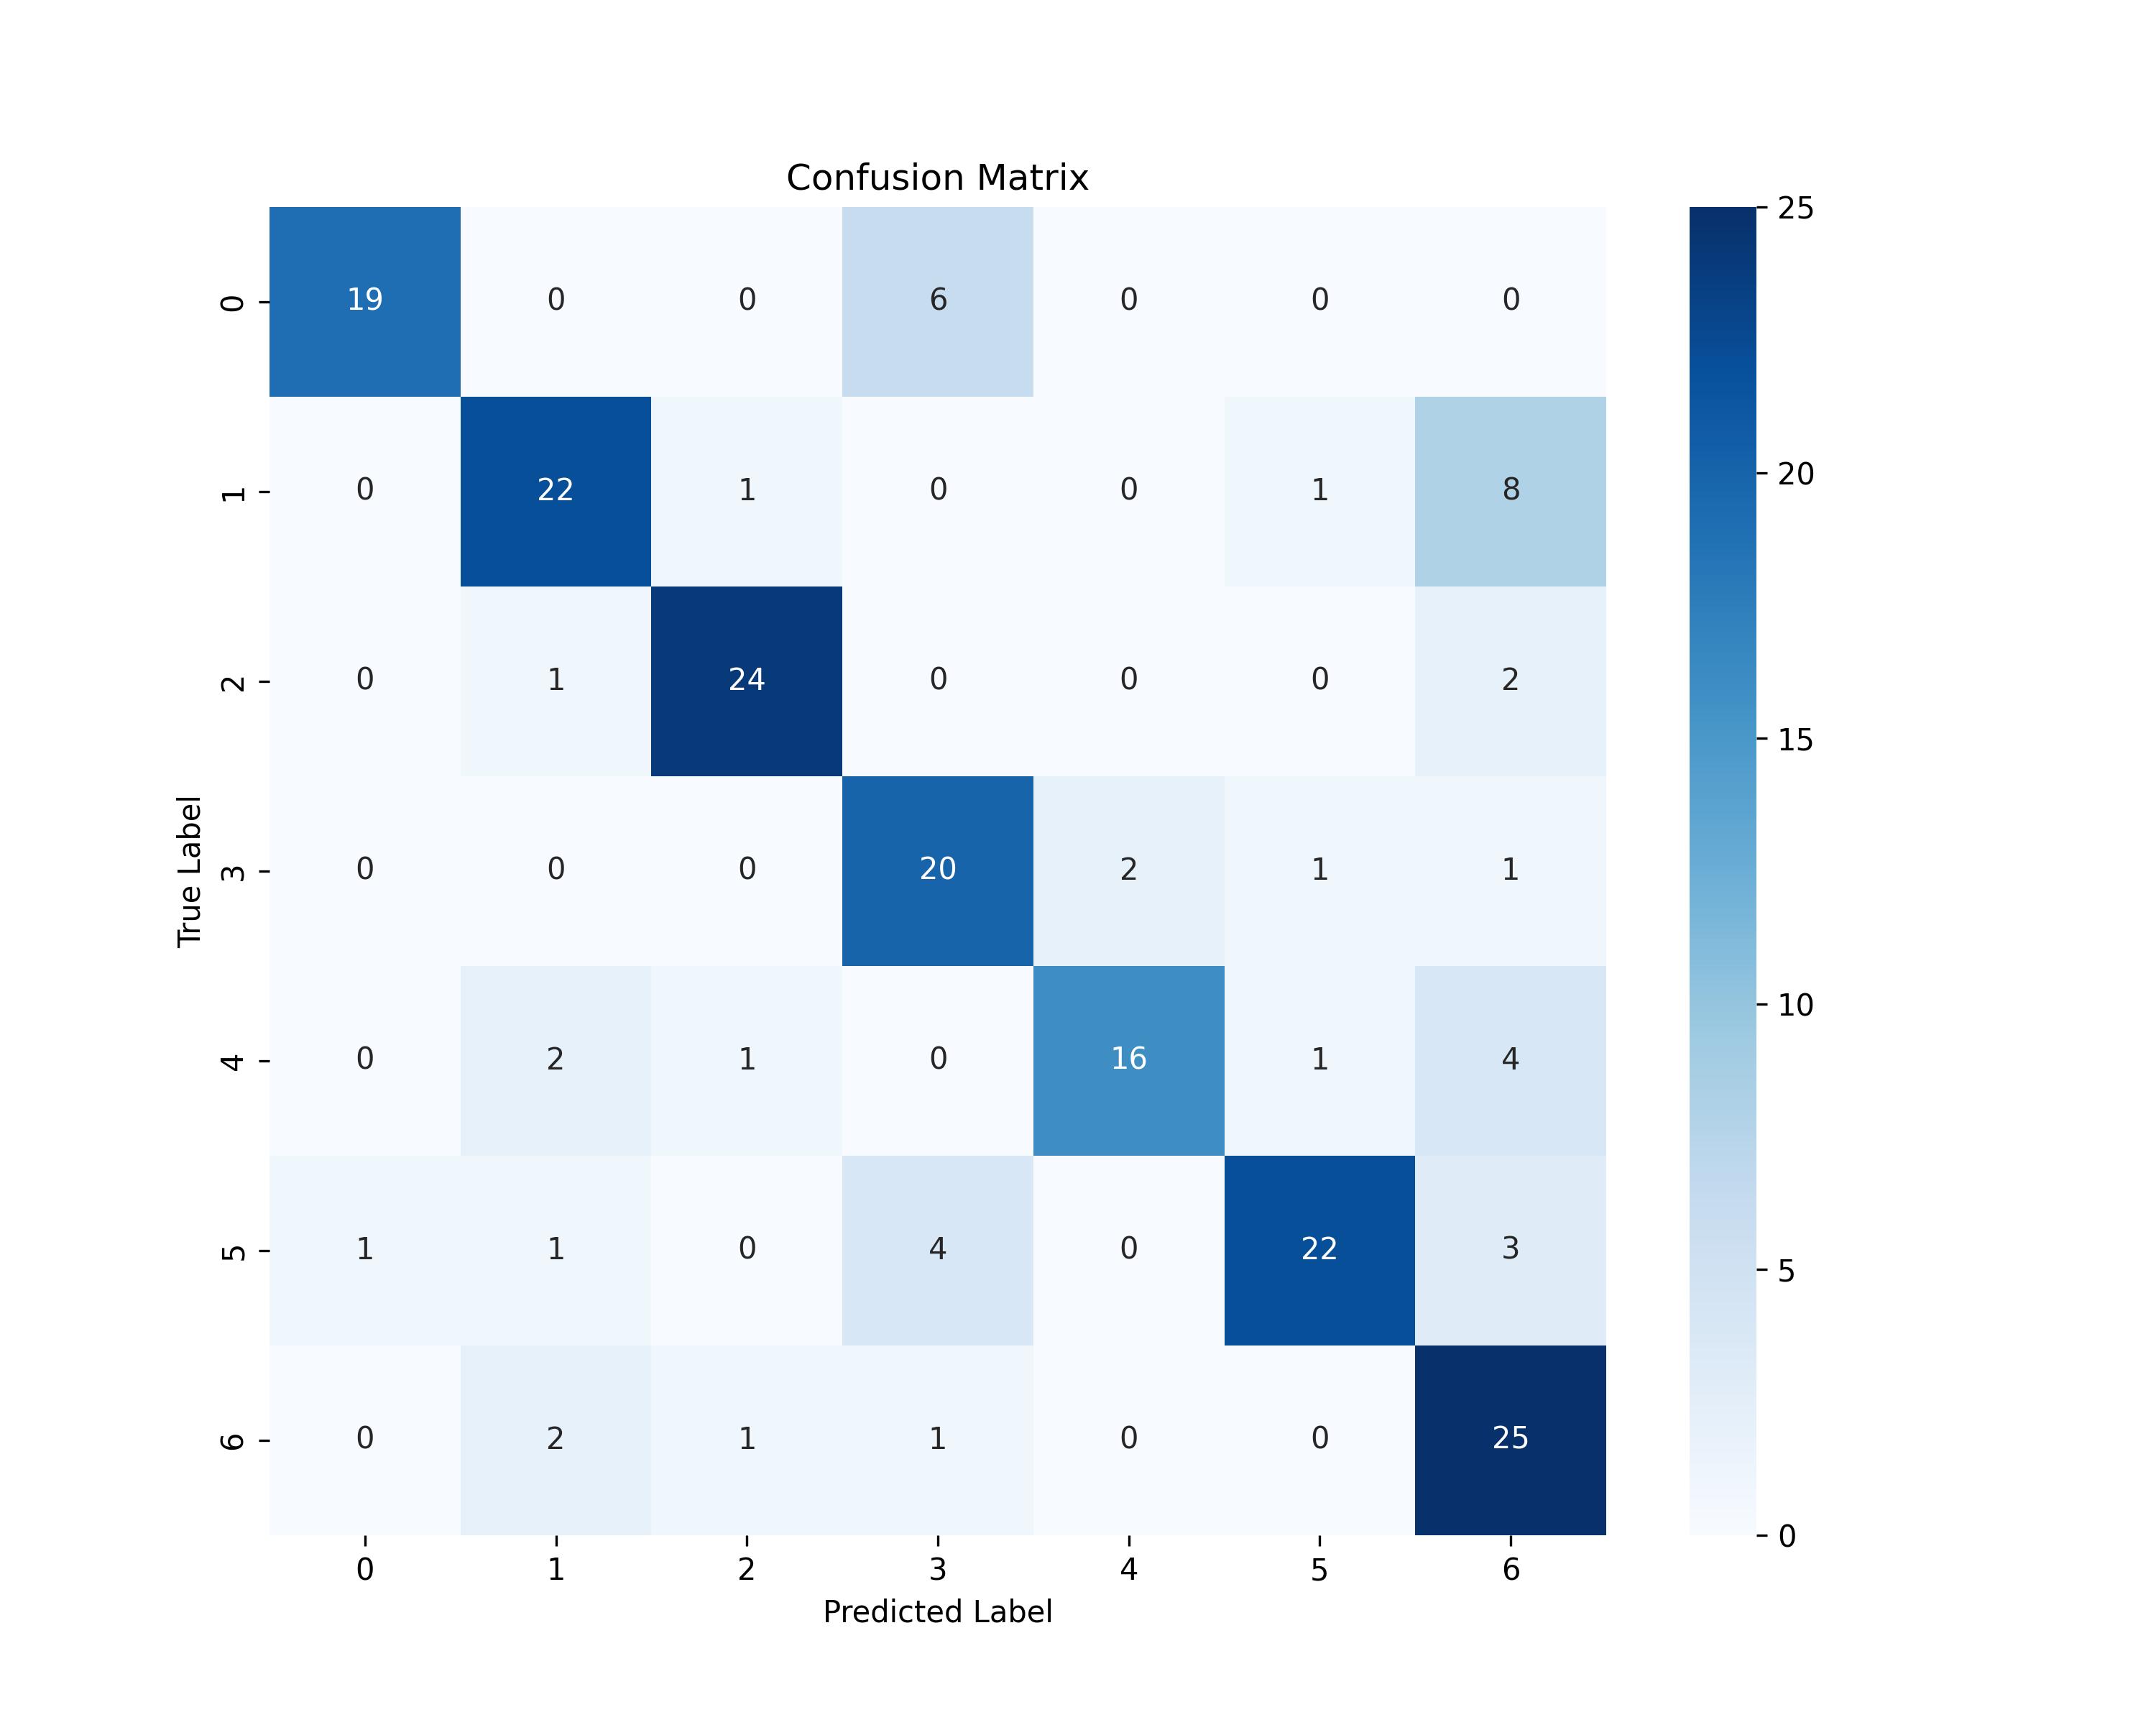 Confusion Matrix
25
0 19 0 0 6 0 0 0
1 0 22 1 0 0 1 8
20
2 0 1 24 0 0 0 2
15
True Label
3 0 0 0 20 2 1 1
10
4 0 2 1 0 16 1 4
5 1 1 0 4 0 22 3
5
6 0 2 1 1 0 0 25
0
0 1 2 3 4 5 6
Predicted Label